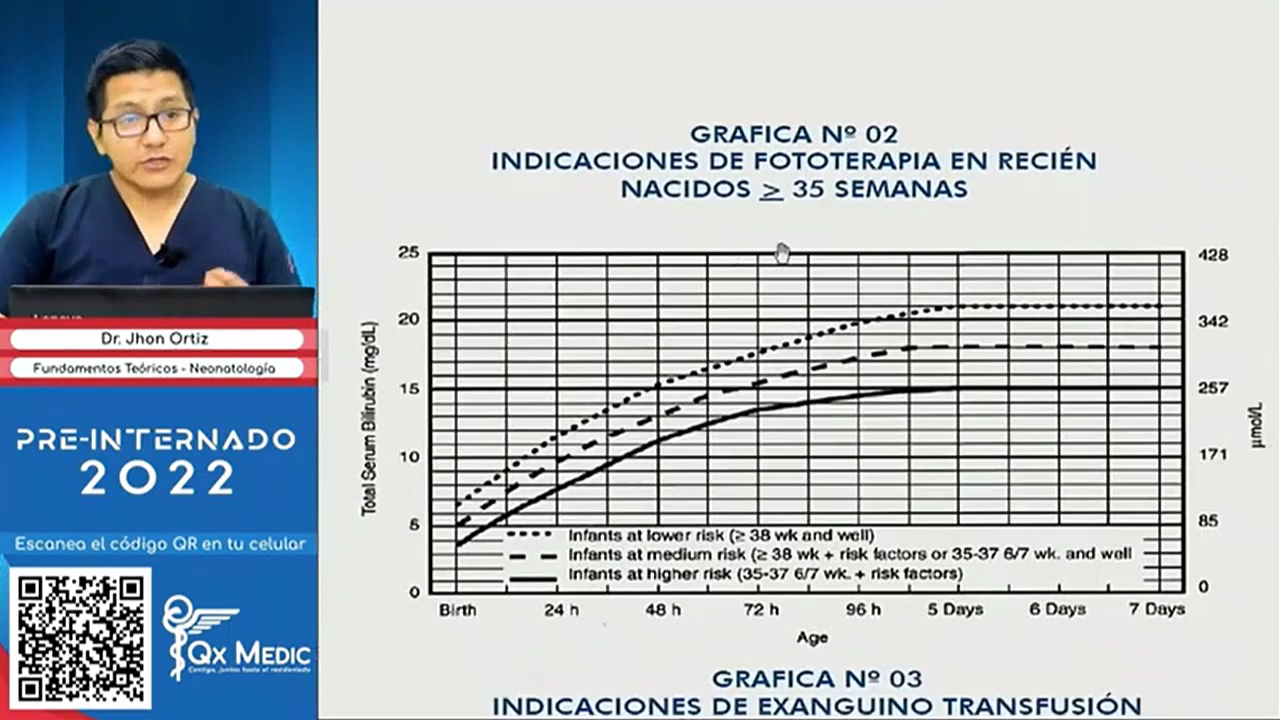 Dr. Jhon Ortiz
Fundamentos Teóricos - Neonatología
PRE-INTERNADO
2022
Escanea el código QR en tu celular
QX MEDIC
Contigo, juntos hasta el residentado
GRAFICA Nº 02
INDICACIONES DE FOTOTERAPIA EN RECIÉN
NACIDOS ≥ 35 SEMANAS
Total Serum Bilirubin (mg/dL)
25
20
15
10
5
0
428
342
257
171
85
0
µmol/L
Infants at lower risk (≥ 38 wk and well)
Infants at medium risk (≥ 38 wk + risk factors or 35-37 6/7 wk. and well
Infants at higher risk (35-37 6/7 wk. + risk factors)
Birth 24 h 48 h 72 h 96 h 5 Days 6 Days 7 Days
Age
GRAFICA Nº 03
INDICACIONES DE EXANGUINO TRANSFUSIÓN